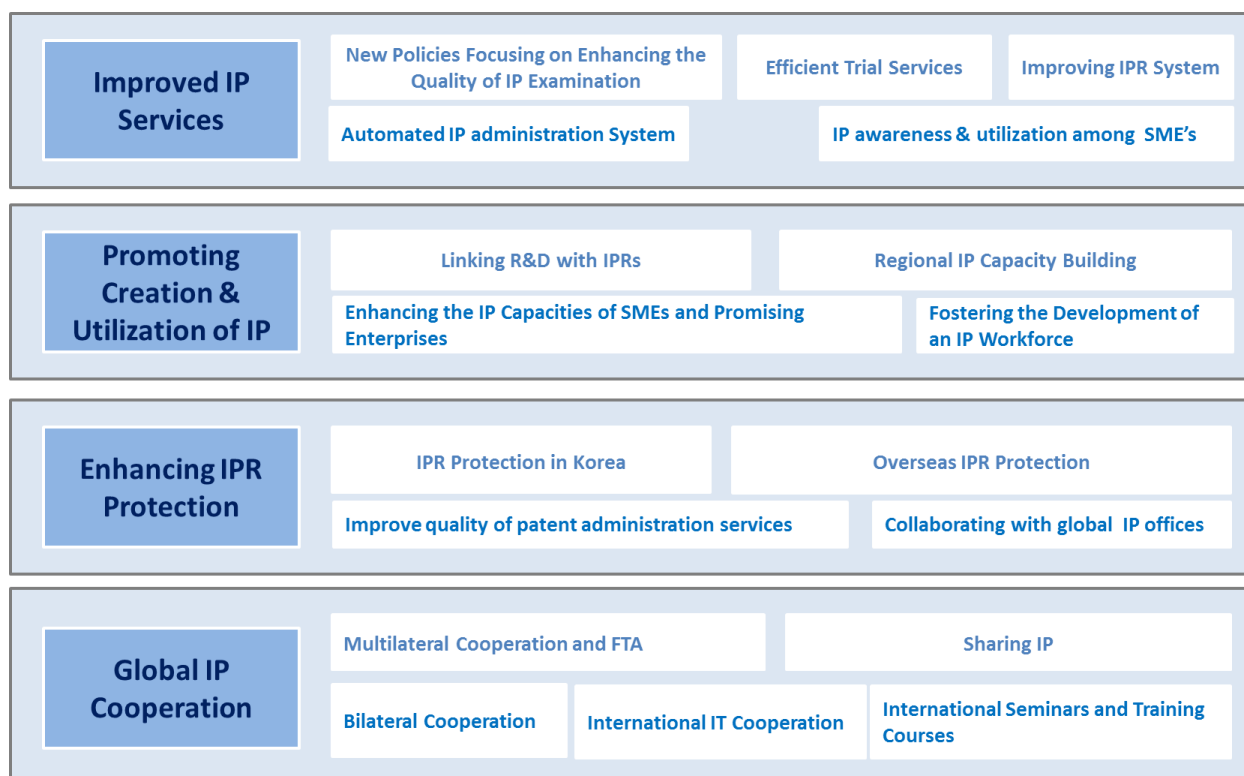 Improved IP
Services
New Policies Focusing on Enhancing the
Quality of IP Examination
Efficient Trial Services
Improving IPR System
Automated IP administration System
IP awareness & utilization among SME's
Promoting
Creation &
Utilization of IP
Linking R&D with IPRs
Regional IP Capacity Building
Enhancing the IP Capacities of SMEs and Promising
Enterprises
Fostering the Development of
an IP Workforce
Enhancing IPR
Protection
IPR Protection in Korea
Overseas IPR Protection
Improve quality of patent administration services
Collaborating with global IP offices
Global IP
Cooperation
Multilateral Cooperation and FTA
Sharing IP
Bilateral Cooperation
International IT Cooperation
International Seminars and Training
Courses